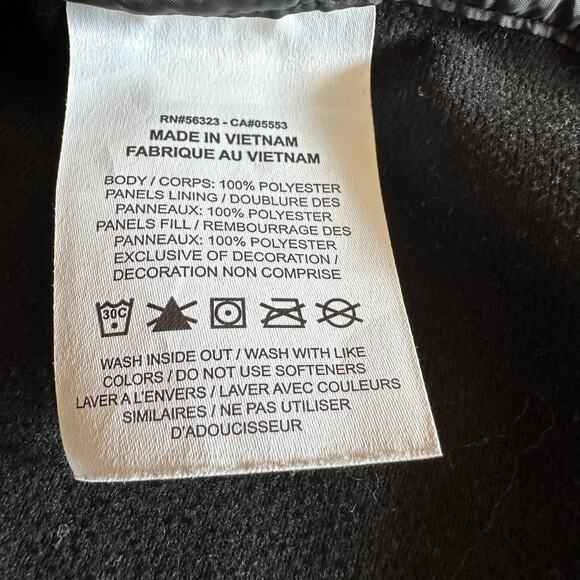 RN#56323 - CA#05553
MADE IN VIETNAM
FABRIQUE AU VIETNAM
BODY / CORPS: 100% POLYESTER
PANELS LINING / DOUBLURE DES
PANNEAUX: 100% POLYESTER
PANELS FILL / REMBOURRAGE DES
PANNEAUX: 100% POLYESTER
EXCLUSIVE OF DECORATION /
DECORATION NON COMPRISE
30C
WASH INSIDE OUT / WASH WITH LIKE
COLORS / DO NOT USE SOFTENERS
LAVER A L'ENVERS / LAVER AVEC COULEURS
SIMILAIRES / NE PAS UTILISER
D'ADOUCISSEUR